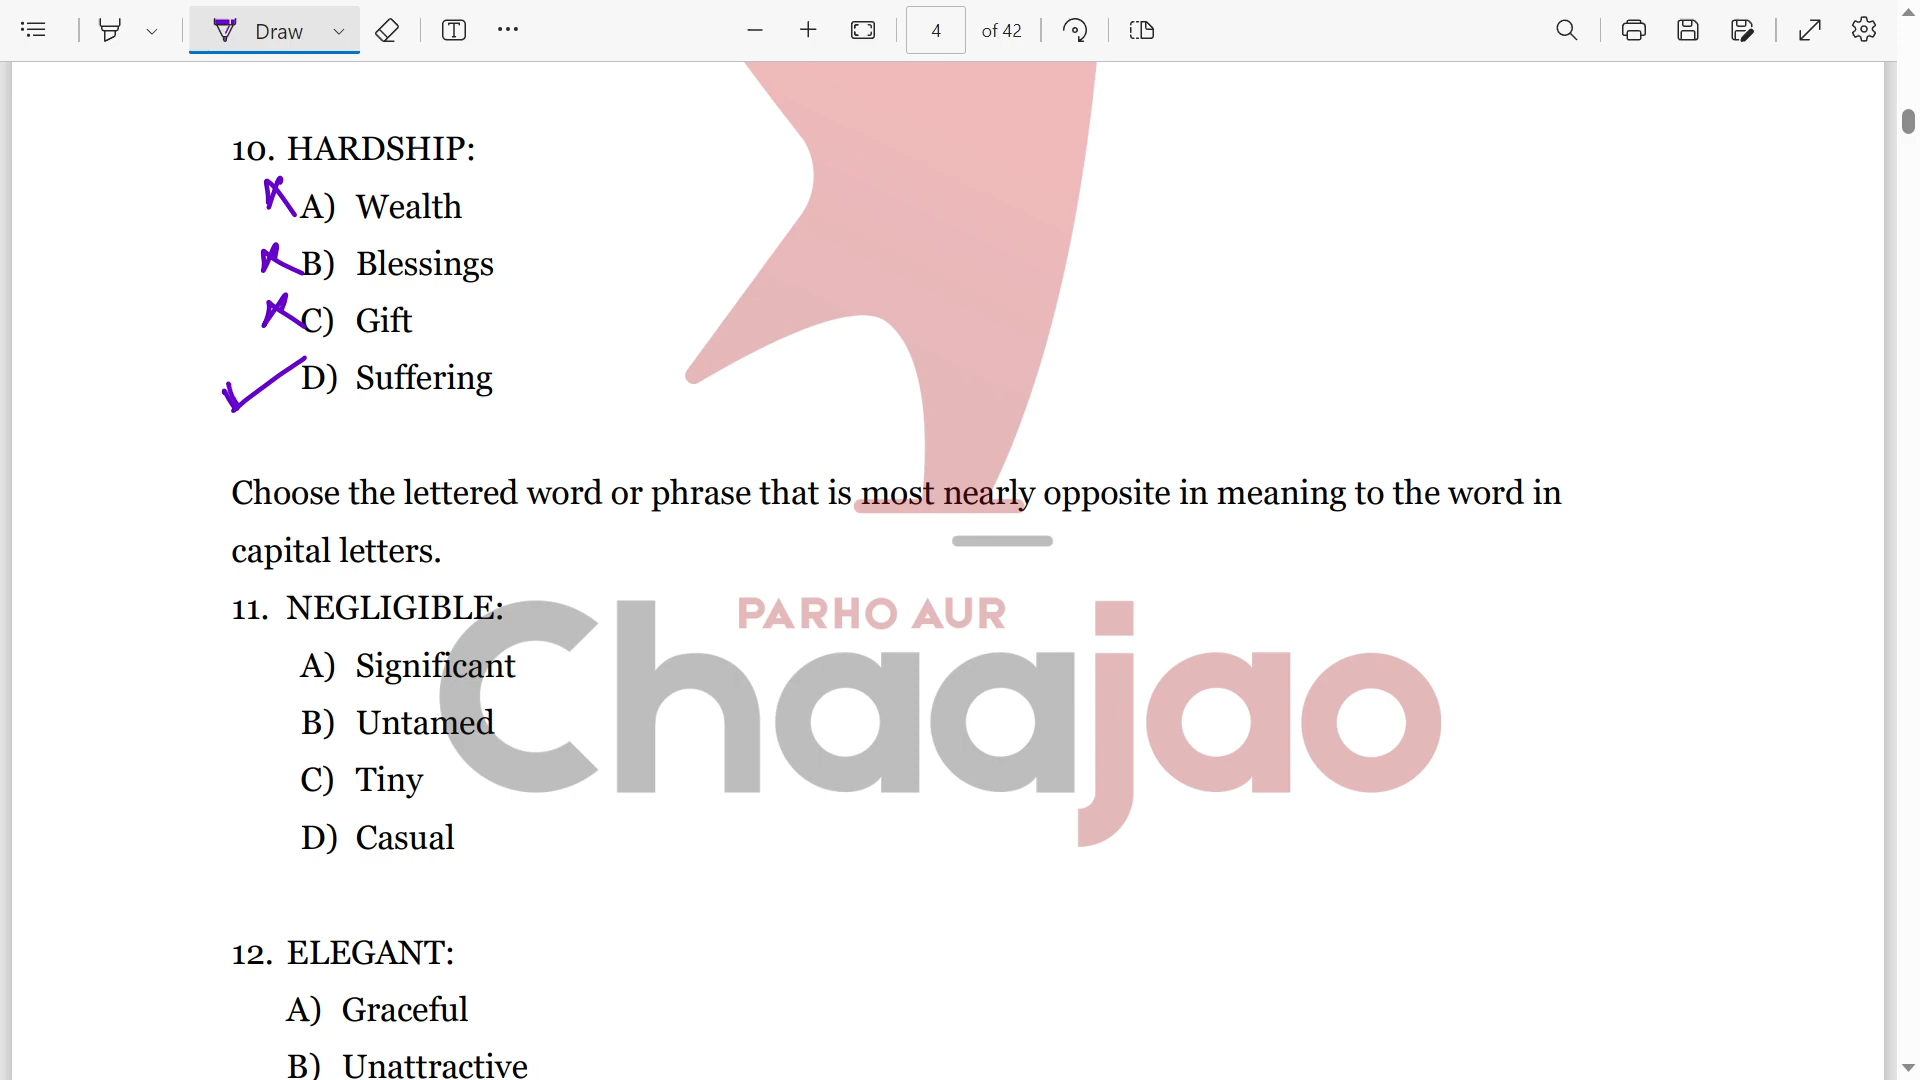 Draw
4 of 42
10. HARDSHIP:
A) Wealth
B) Blessings
C) Gift
D) Suffering
Choose the lettered word or phrase that is most nearly opposite in meaning to the word in
capital letters.
11. NEGLIGIBLE:
PARHO AUR
Chaajao
A) Significant
B) Untamed
C) Tiny
D) Casual
12. ELEGANT:
A) Graceful
B) Unattractive